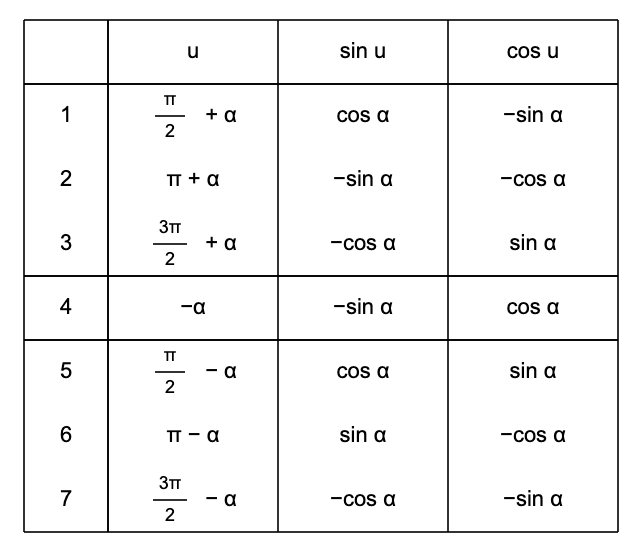 u sin u cos u
1 π/2 + α cos α −sin α
2 π + α −sin α −cos α
3 3π/2 + α −cos α sin α
4 −α −sin α cos α
5 π/2 − α cos α sin α
6 π − α sin α −cos α
7 3π/2 − α −cos α −sin α